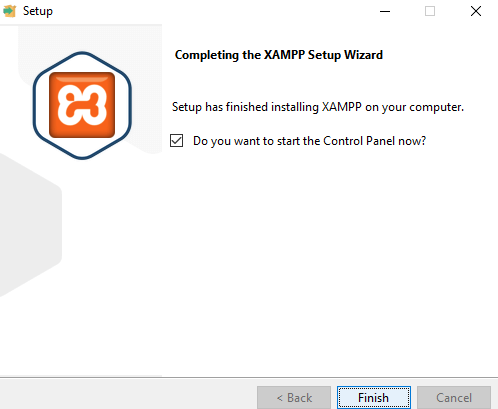 Setup
Completing the XAMPP Setup Wizard
Setup has finished installing XAMPP on your computer.
Do you want to start the Control Panel now?
< Back
Finish
Cancel